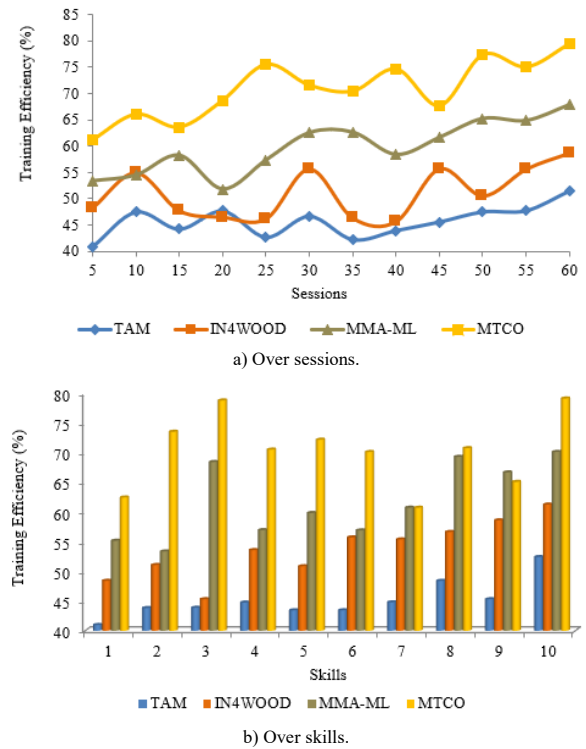 85
80
75
70
65
60
55
50
45
40
Training Efficiency (%)
5 10 15 20 25 30 35 40 45 50 55 60
Sessions
TAM IN4WOOD MMA-ML MTCO
a) Over sessions.
80
75
70
65
60
55
50
45
40
Training Efficiency (%)
1 2 3 4 5 6 7 8 9 10
Skills
TAM IN4WOOD MMA-ML MTCO
b) Over skills.